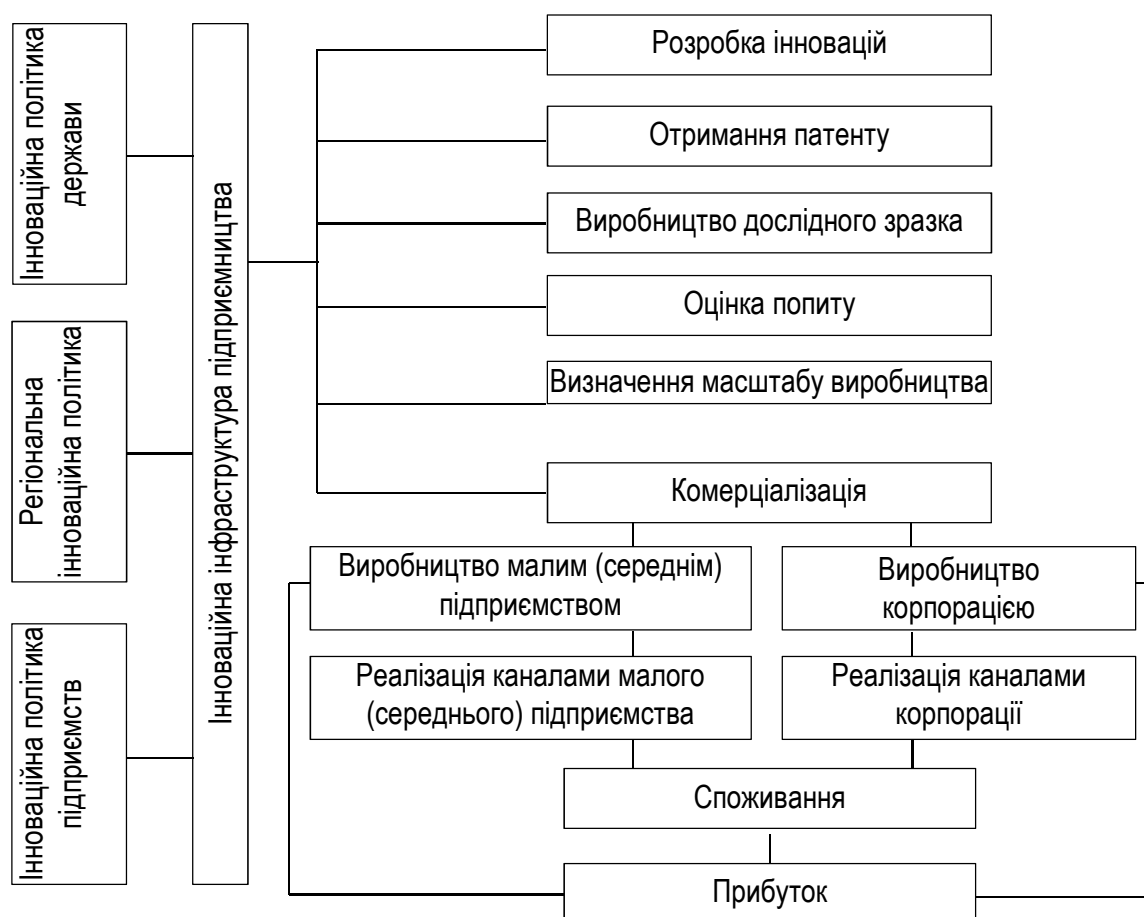 Інноваційна політика
держави
Регіональна
інноваційна політика
Інноваційна політика
підприємств
Інноваційна інфраструктура підприємництва
Розробка інновацій
Отримання патенту
Виробництво дослідного зразка
Оцінка попиту
Визначення масштабу виробництва
Комерціалізація
Виробництво малим (середнім)
підприємством
Виробництво
корпорацією
Реалізація каналами малого
(середнього) підприємства
Реалізація каналами
корпорації
Споживання
Прибуток